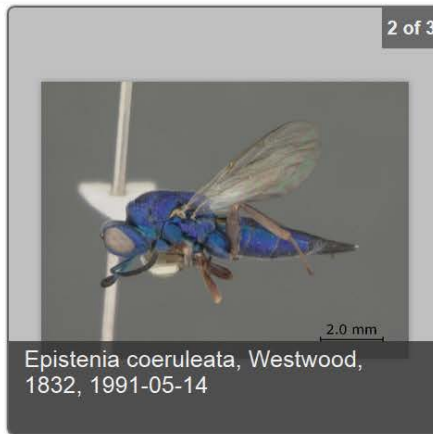 2 of 3
2.0 mm
Epistenia coeruleata, Westwood,
1832, 1991-05-14